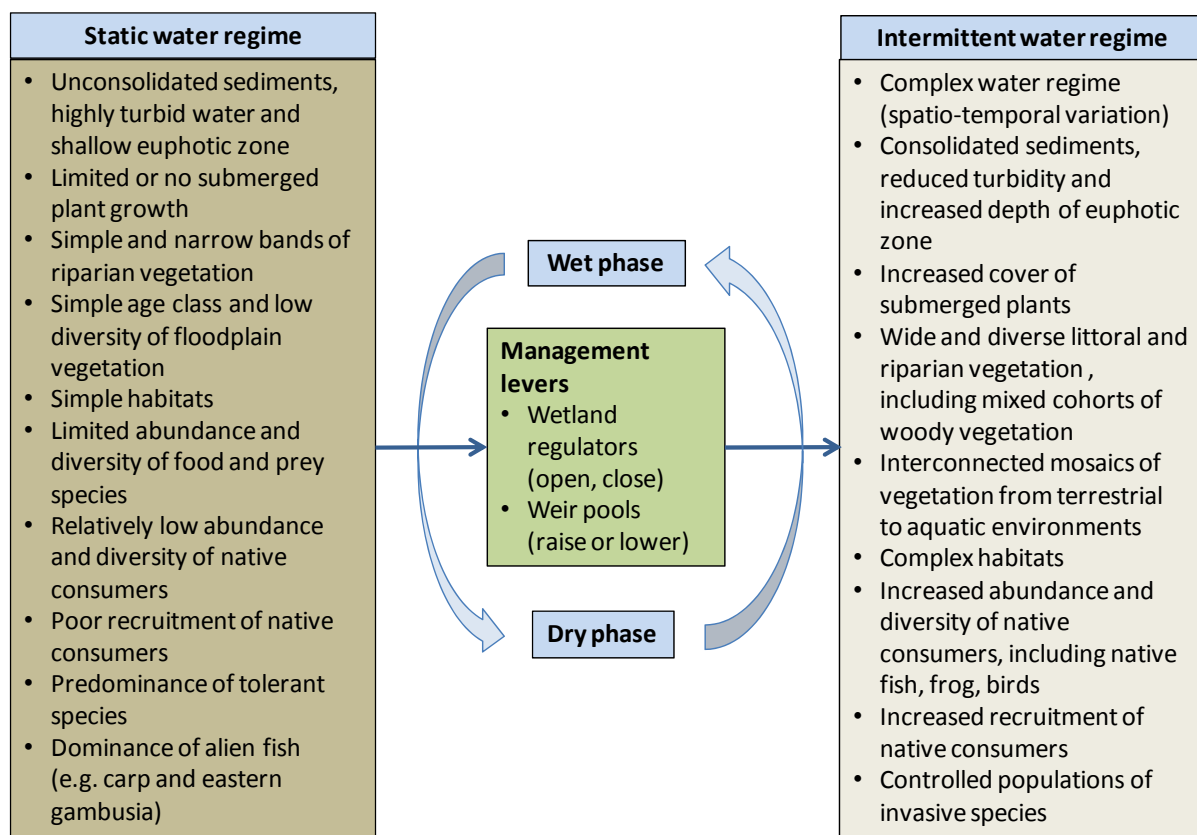 Static water regime
• Unconsolidated sediments,
highly turbid water and
shallow euphotic zone
• Limited or no submerged
plant growth
• Simple and narrow bands of
riparian vegetation
• Simple age class and low
diversity of floodplain
vegetation
• Simple habitats
• Limited abundance and
diversity of food and prey
species
• Relatively low abundance
and diversity of native
consumers
• Poor recruitment of native
consumers
• Predominance of tolerant
species
• Dominance of alien fish
(e.g. carp and eastern
gambusia)
Wet phase
Management
levers
• Wetland
regulators
(open, close)
• Weir pools
(raise or lower)
Dry phase
Intermittent water regime
• Complex water regime
(spatio-temporal variation)
• Consolidated sediments,
reduced turbidity and
increased depth of euphotic
zone
• Increased cover of
submerged plants
• Wide and diverse littoral and
riparian vegetation ,
including mixed cohorts of
woody vegetation
• Interconnected mosaics of
vegetation from terrestrial
to aquatic environments
• Complex habitats
• Increased abundance and
diversity of native
consumers, including native
fish, frog, birds
• Increased recruitment of
native consumers
• Controlled populations of
invasive species